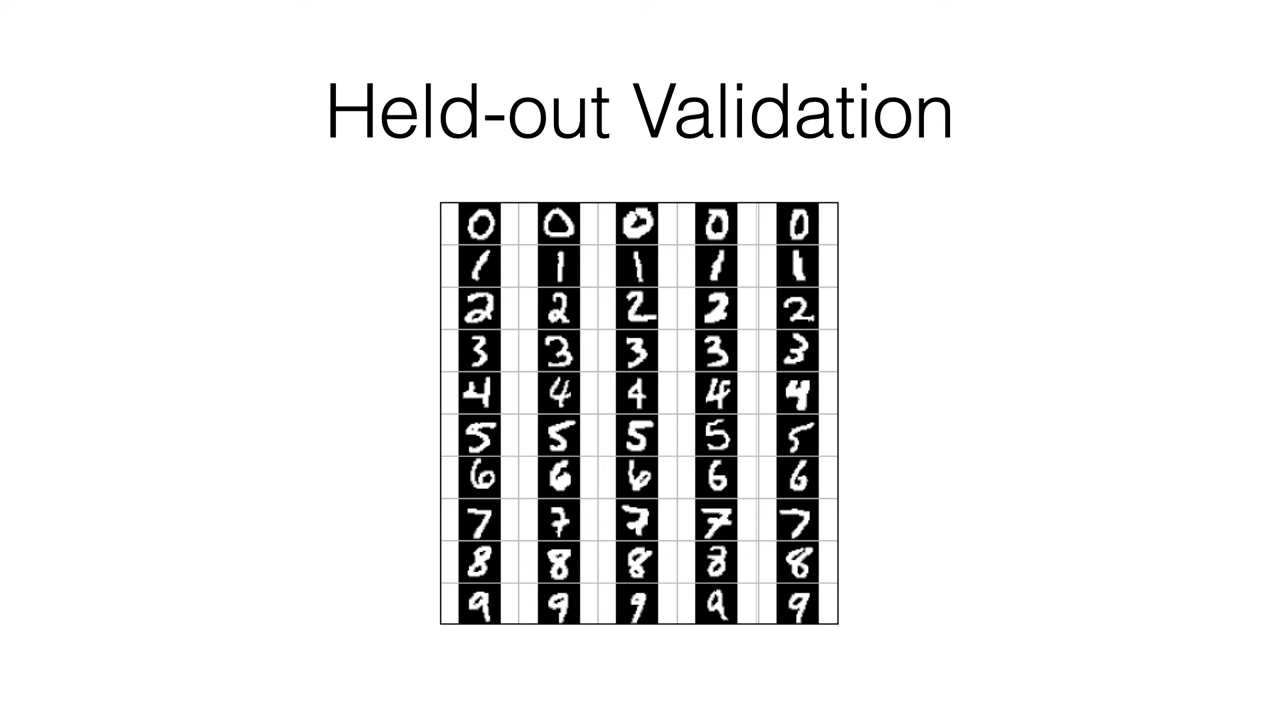 Held-out Validation
0 0 0 0 0
1 1 1 1 1
2 2 2 2 2
3 3 3 3 3
4 4 4 4 4
5 5 5 5 5
6 6 6 6 6
7 7 7 7 7
8 8 8 8 8
9 9 9 9 9